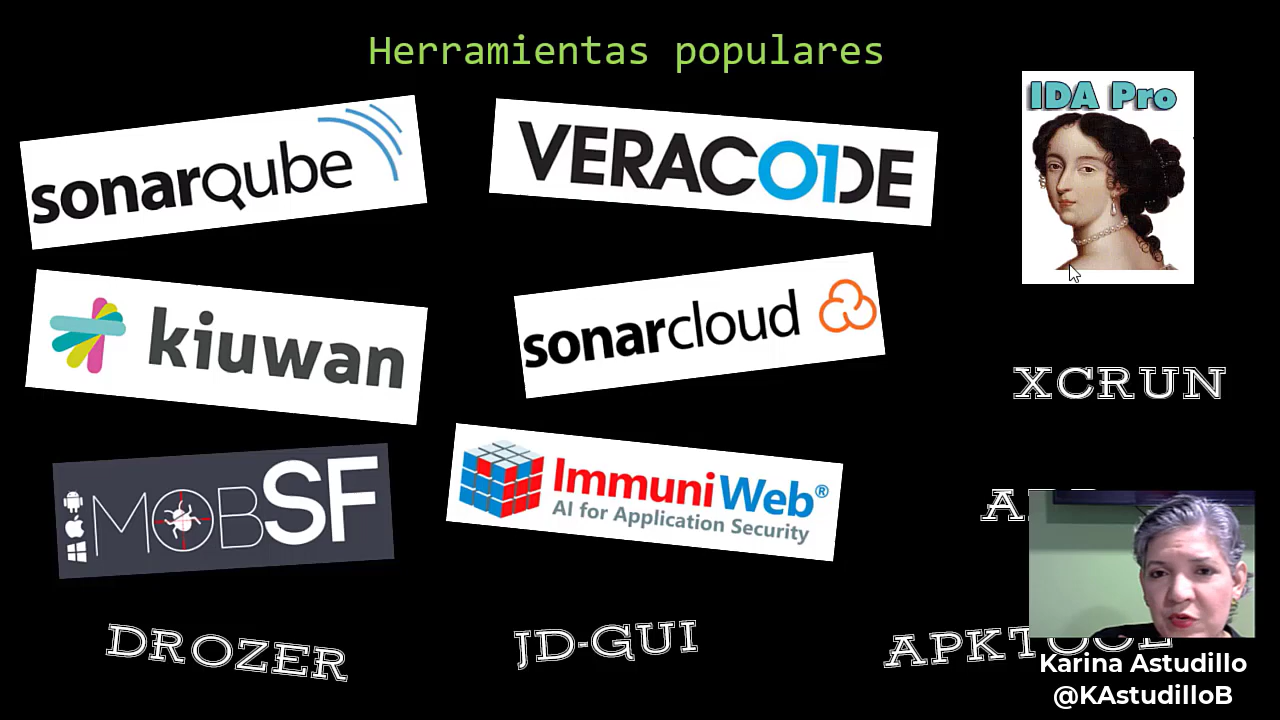 Herramientas populares
sonarqube
VERACODE
IDA Pro
kiuwan
sonarcloud
XCRUN
MOBSF
ImmuniWeb®
AI for Application Security
DROZER
JD-GUI
Karina Astudillo
@KAstudilloB